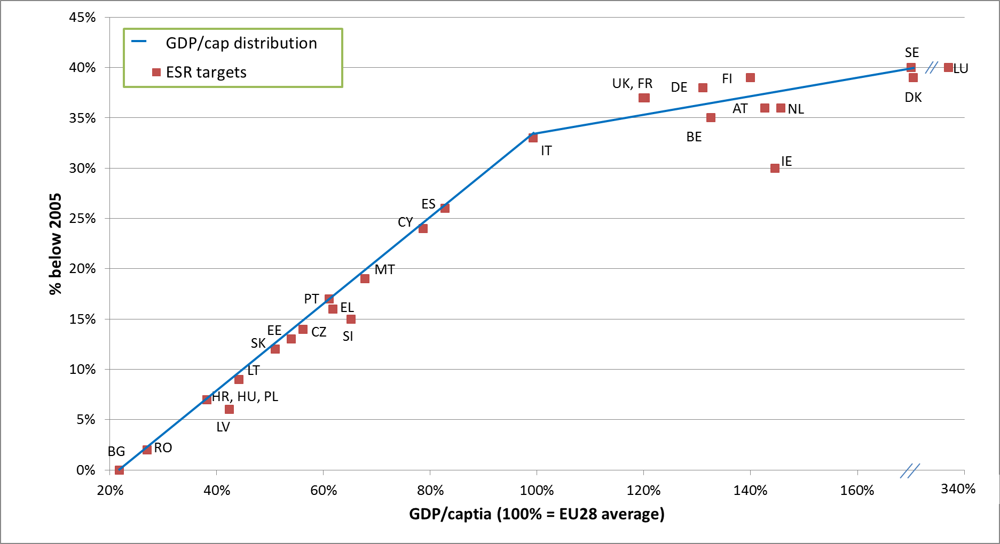 45%
40%
35%
30%
25%
20%
15%
10%
5%
0%
% below 2005
GDP/cap distribution
ESR targets
SE
LU
DK
UK, FR
DE
FI
AT
NL
BE
IE
IT
ES
CY
MT
PT
EL
SI
EE
CZ
SK
LT
HR, HU, PL
LV
BG
RO
20%
40%
60%
80%
100%
120%
140%
160%
340%
GDP/captia (100% = EU28 average)